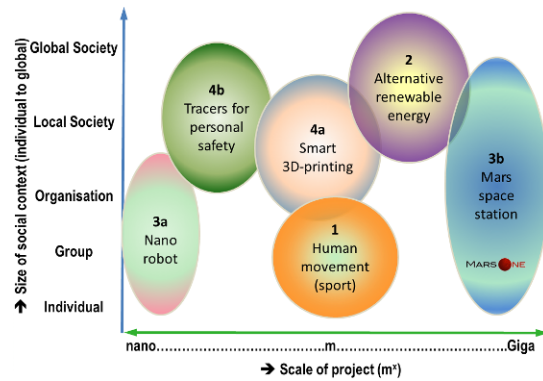 ➔ Size of social context (individual to global)
Global Society
Local Society
Organisation
Group
Individual
4b
Tracers for
personal
safety
4a
Smart
3D-printing
2
Alternative
renewable
energy
3b
Mars
space
station
MARS ONE
3a
Nano
robot
1
Human
movement
(sport)
nano..................................m..................................Giga
➔ Scale of project (mˣ)